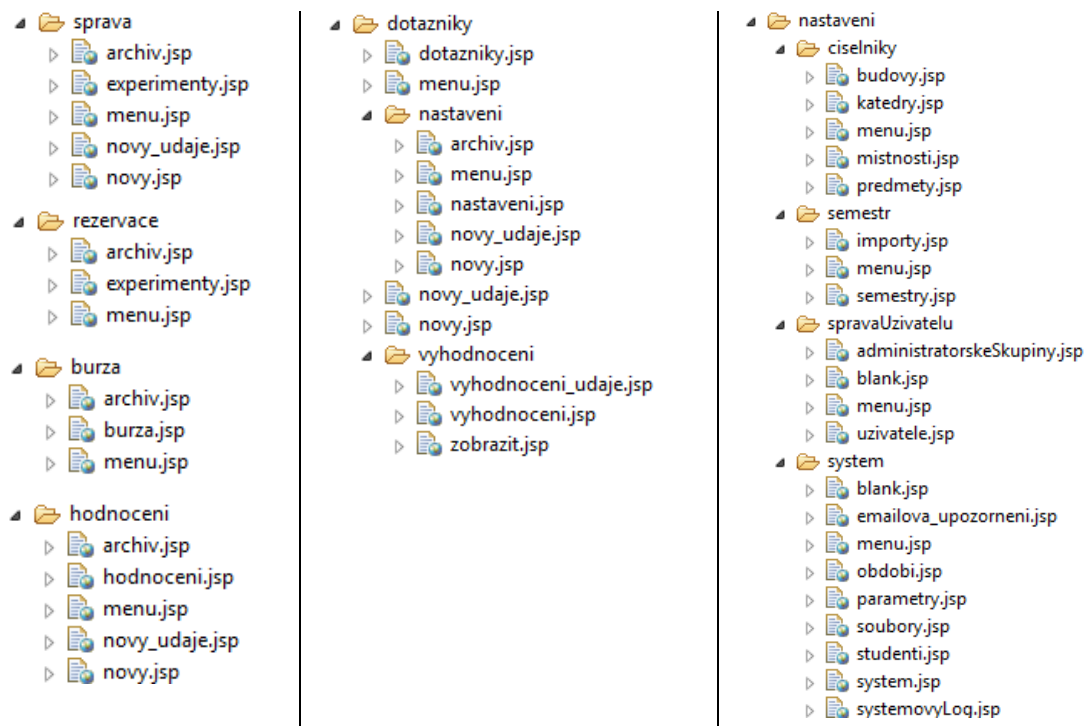 sprava
archiv.jsp
experimenty.jsp
menu.jsp
novy_udaje.jsp
novy.jsp
rezervace
archiv.jsp
experimenty.jsp
menu.jsp
burza
archiv.jsp
burza.jsp
menu.jsp
hodnoceni
archiv.jsp
hodnoceni.jsp
menu.jsp
novy_udaje.jsp
novy.jsp
dotazniky
dotazniky.jsp
menu.jsp
nastaveni
archiv.jsp
menu.jsp
nastaveni.jsp
novy_udaje.jsp
novy.jsp
novy_udaje.jsp
novy.jsp
vyhodnoceni
vyhodnoceni_udaje.jsp
vyhodnoceni.jsp
zobrazit.jsp
nastaveni
ciselniky
budovy.jsp
katedry.jsp
menu.jsp
mistnosti.jsp
predmety.jsp
semestr
importy.jsp
menu.jsp
semestry.jsp
spravaUzivatelu
administratorskeSkupiny.jsp
blank.jsp
menu.jsp
uzivatele.jsp
system
blank.jsp
emailova_upozorneni.jsp
menu.jsp
obdobi.jsp
parametry.jsp
soubory.jsp
studenti.jsp
system.jsp
systemovyLog.jsp